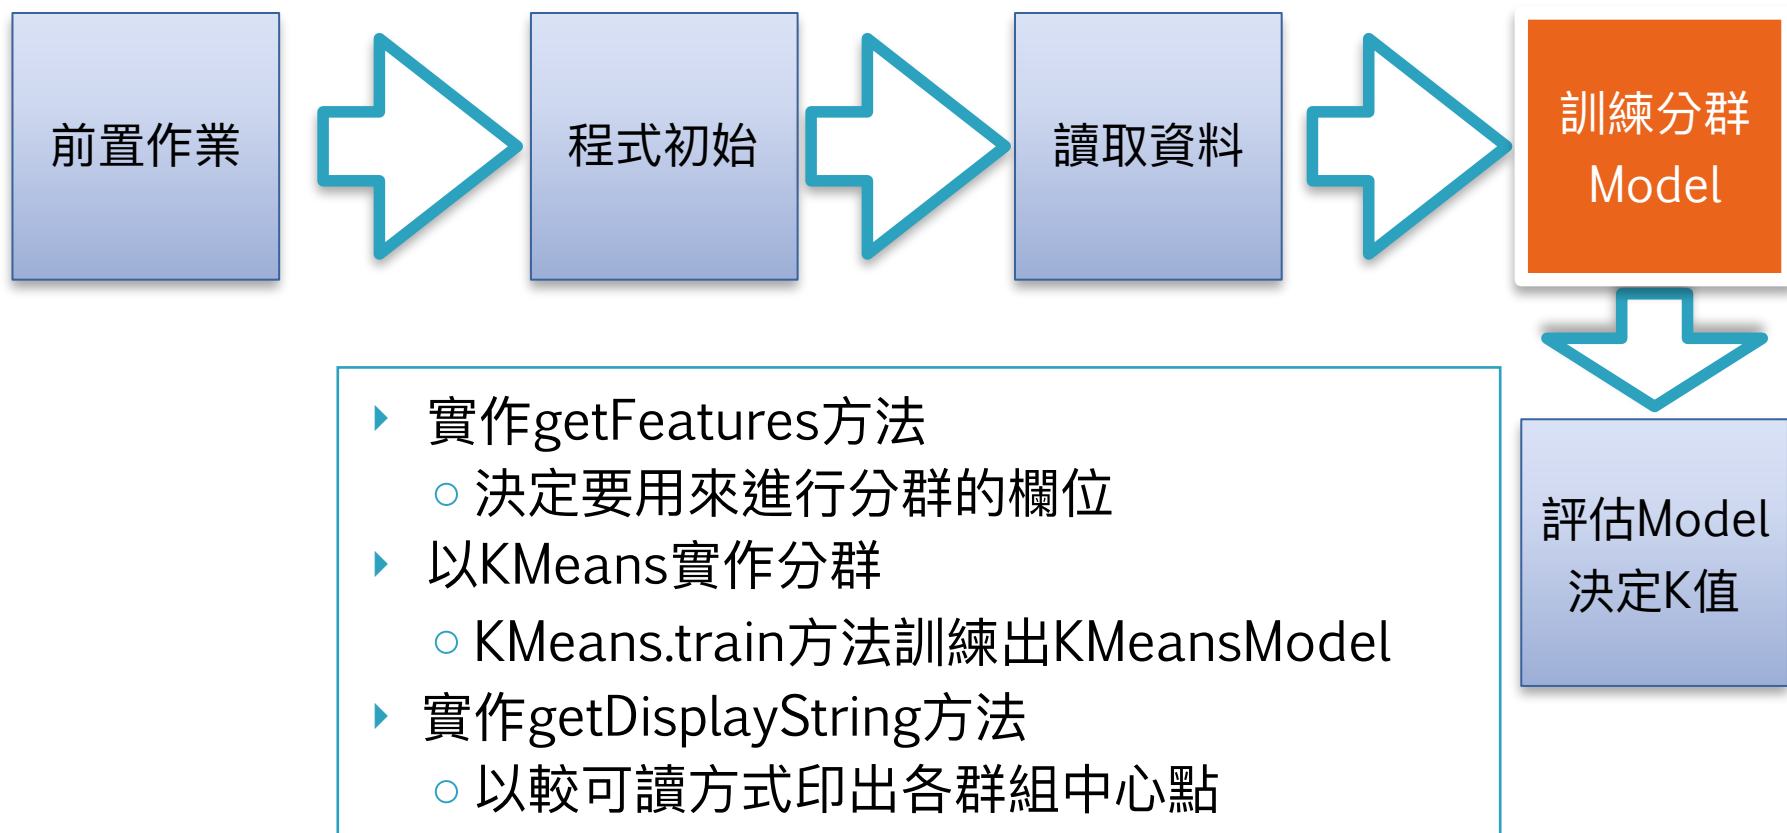 前置作業
程式初始
讀取資料
訓練分群
Model
評估Model
決定K值
實作getFeatures方法
決定要用來進行分群的欄位
以KMeans實作分群
KMeans.train方法訓練出KMeansModel
實作getDisplayString方法
以較可讀方式印出各群組中心點